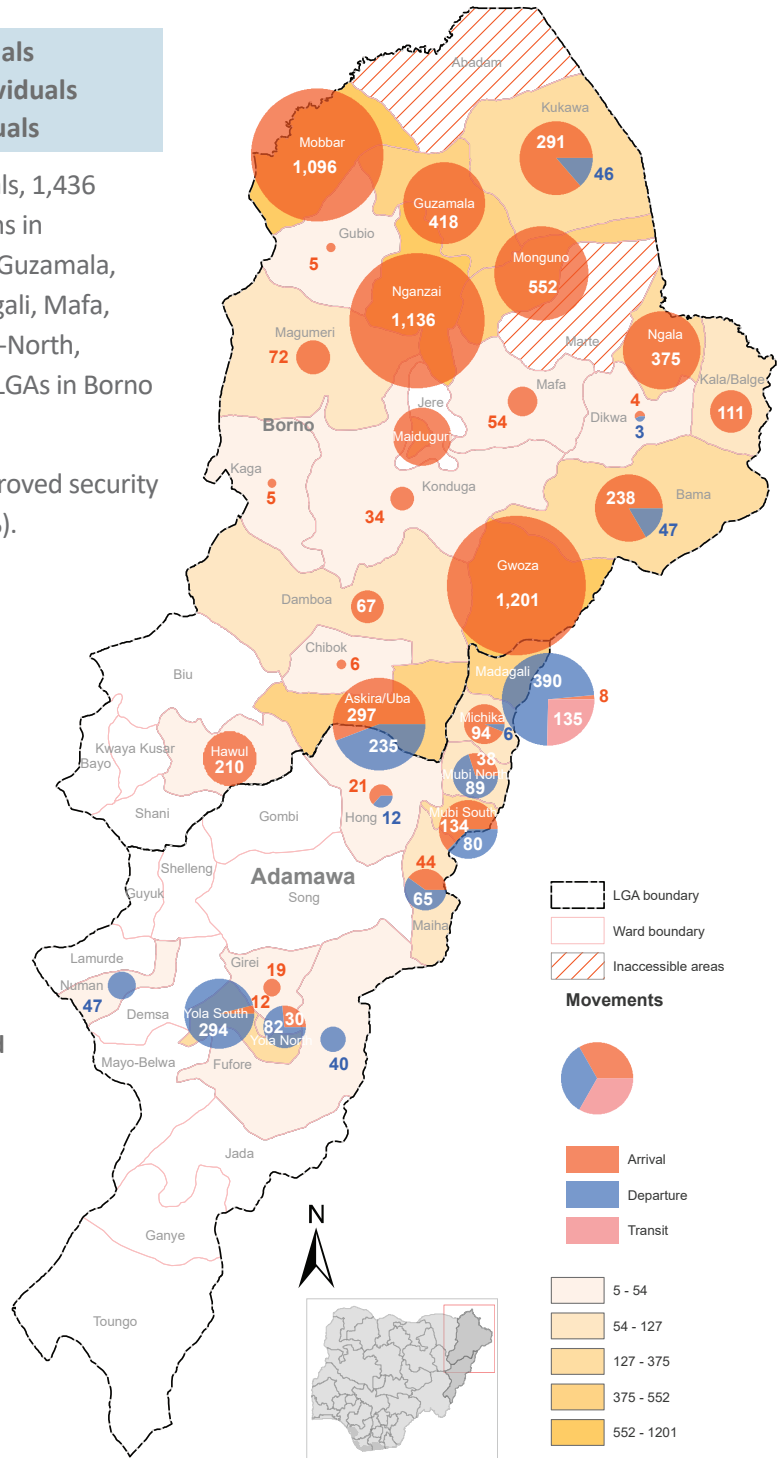 als
viduals
uals
ls, 1,436
ns in
Guzamala,
gali, Mafa,
-North,
LGAs in Borno
roved security
).
Abadam
Kukawa
291
46
Mobbar
1,096
Guzamala
418
Gubio
5
Monguno
552
Nganzai
1,136
Magumeri
72
Marte
Ngala
375
Kala/Balge
111
Mafa
54
Jere
Dikwa
4
3
Borno
Maiduguri
Kaga
5
Konduga
34
238
Bama
47
Gwoza
1,201
Damboa
67
Chibok
6
Biu
Madagali
390
8
135
Askira/Uba
297
235
Michika
94
6
Kwaya Kusar
Bayo
Hawul
210
38
Mubi North
89
21
Hong
12
Shani
Gombi
Mubi South
134
80
Shelleng
Adamawa
Song
Guyuk
44
65
Maiha
Lamurde
Numan
47
Girei
19
12
Demsa
Yola South
294
82
30
Yola North
40
Mayo-Belwa
Fufore
Jada
Ganye
Toungo
N
LGA boundary
Ward boundary
Inaccessible areas
Movements
Arrival
Departure
Transit
5 - 54
54 - 127
127 - 375
375 - 552
552 - 1201